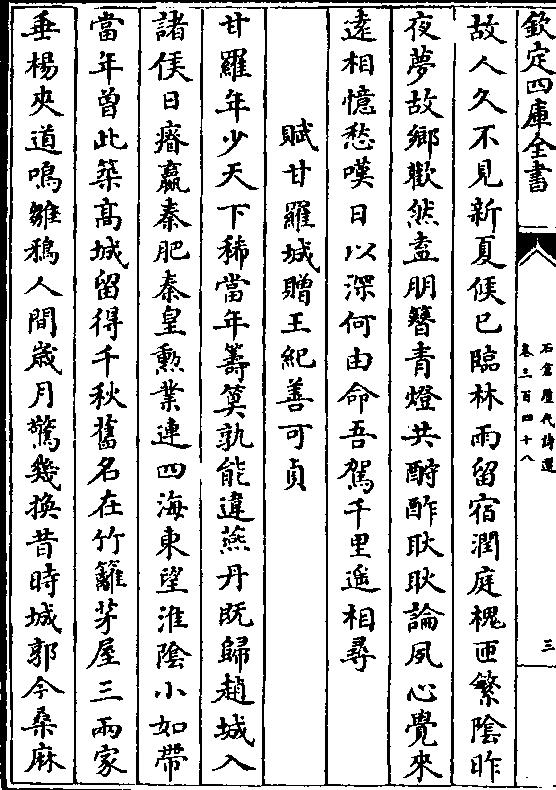 欽定四庫全書
石倉歷代詩選
卷三百四十八
三
故人久不見新夏候已臨林雨留宿潤庭槐匝繁陰昨
夜夢故鄉歡然盍朋簪青燈共酬酢耿耿論夙心覺來
遠相憶愁嘆日以深何由命吾駕千里遥相尋
賦甘羅城贈王紀善可貞
甘羅年少天下稀當年籌筭孰能違燕丹既歸趙城入
諸侯日瘠嬴秦肥秦皇勲業連四海東望淮陰小如帶
當年曾此築高城留得千秋舊名在竹籬茅屋三兩家
垂楊夾道鳴雛鴉人間歲月驚幾換昔時城郭今桑麻